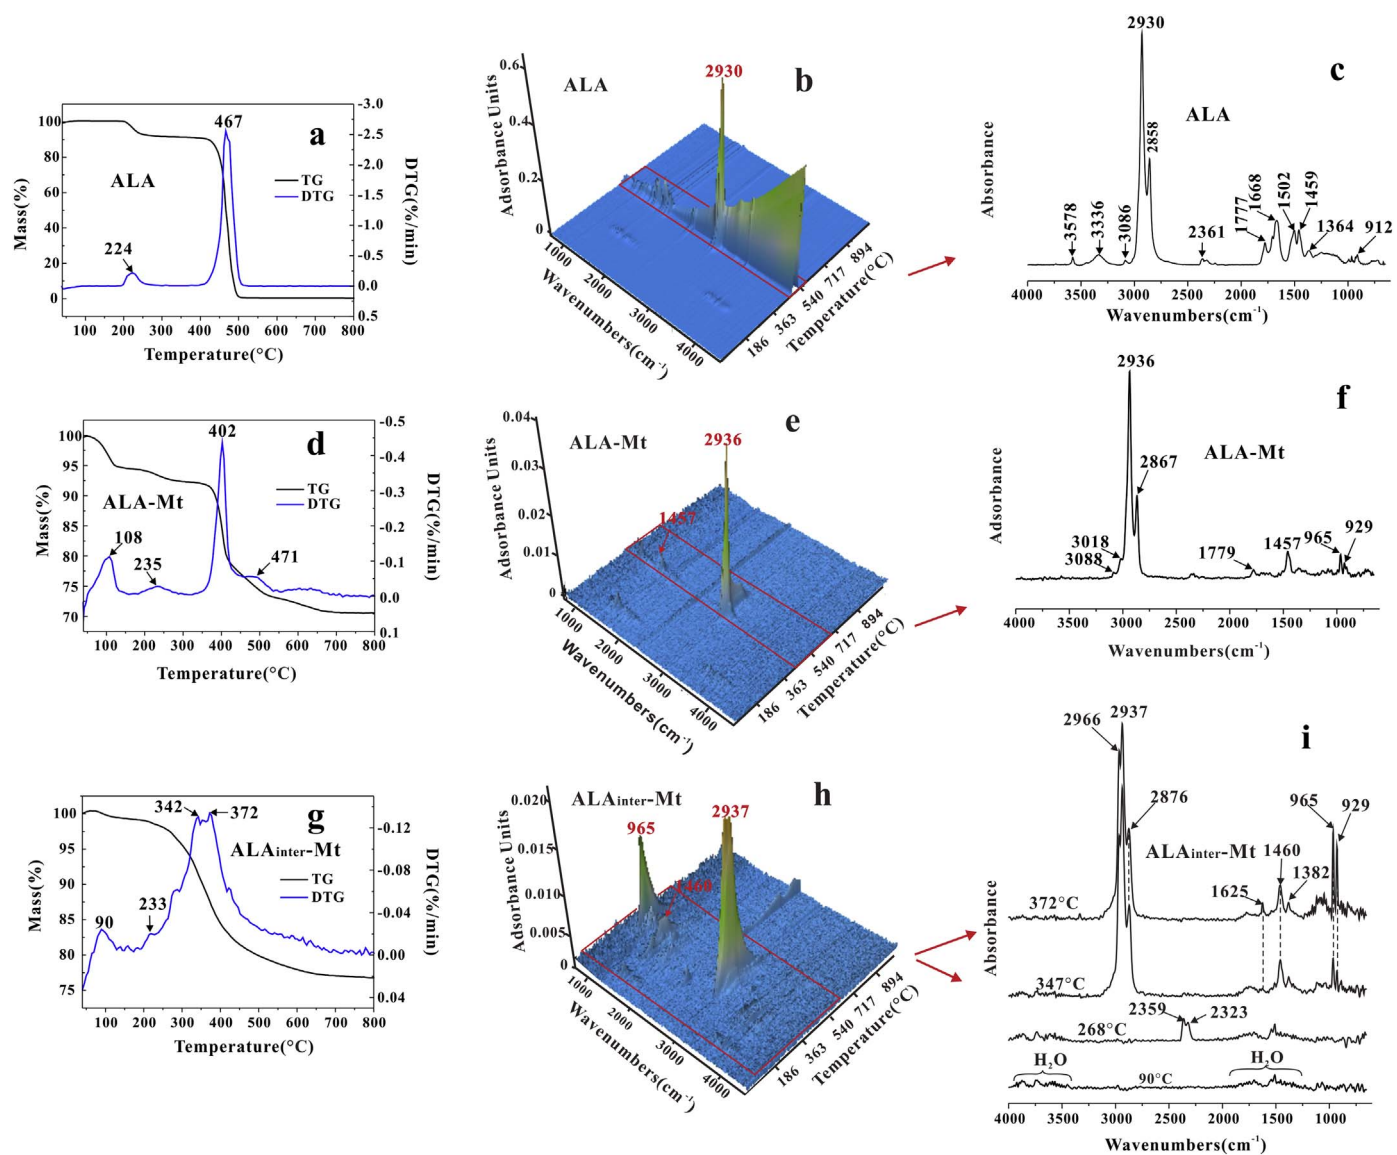 a
ALA
467
224
TG
DTG
100
80
60
40
20
0
-3.0
-2.5
-2.0
-1.5
-1.0
-0.5
0.0
0.5
100 200 300 400 500 600 700 800
Mass(%)
DTG(%/min)
Temperature(°C)
b
ALA
2930
0.6
0.4
0.2
0
Adsorbance Units
1000 2000 3000 4000
Wavenumbers(cm-1)
186 363 540 717 894
Temperature(°C)
c
ALA
2930
2858
3578
3336
3086
2361
1777
1668
1502
1459
1364
912
Absorbance
4000 3500 3000 2500 2000 1500 1000
Wavenumbers(cm-1)
d
ALA-Mt
402
108
235
471
TG
DTG
100
95
90
85
80
75
70
-0.5
-0.4
-0.3
-0.2
-0.1
0.0
0.1
100 200 300 400 500 600 700 800
Mass(%)
DTG(%/min)
Temperature(°C)
e
ALA-Mt
2936
1457
0.04
0.03
0.02
0.01
0
Adsorbance Units
1000 2000 3000 4000
Wavenumbers(cm-1)
186 363 540 717 894
Temperature(°C)
f
ALA-Mt
2936
2867
3018
3088
1779
1457
965
929
Adsorbance
4000 3500 3000 2500 2000 1500 1000
Wavenumbers(cm-1)
g
ALAinter-Mt
342
372
90
233
TG
DTG
100
95
90
85
80
75
-0.12
-0.08
-0.04
0.00
0.04
100 200 300 400 500 600 700 800
Mass(%)
DTG(%/min)
Temperature(°C)
h
ALAinter-Mt
2937
965
1460
0.020
0.015
0.010
0.005
0
Adsorbance Units
1000 2000 3000 4000
Wavenumbers(cm-1)
186 363 540 717 894
Temperature(°C)
i
2966
2937
2876
ALAinter-Mt
965
929
1460
1382
1625
372°C
347°C
2359
2323
268°C
H2O
H2O
90°C
Absorbance
4000 3500 3000 2500 2000 1500 1000
Wavenumbers(cm-1)